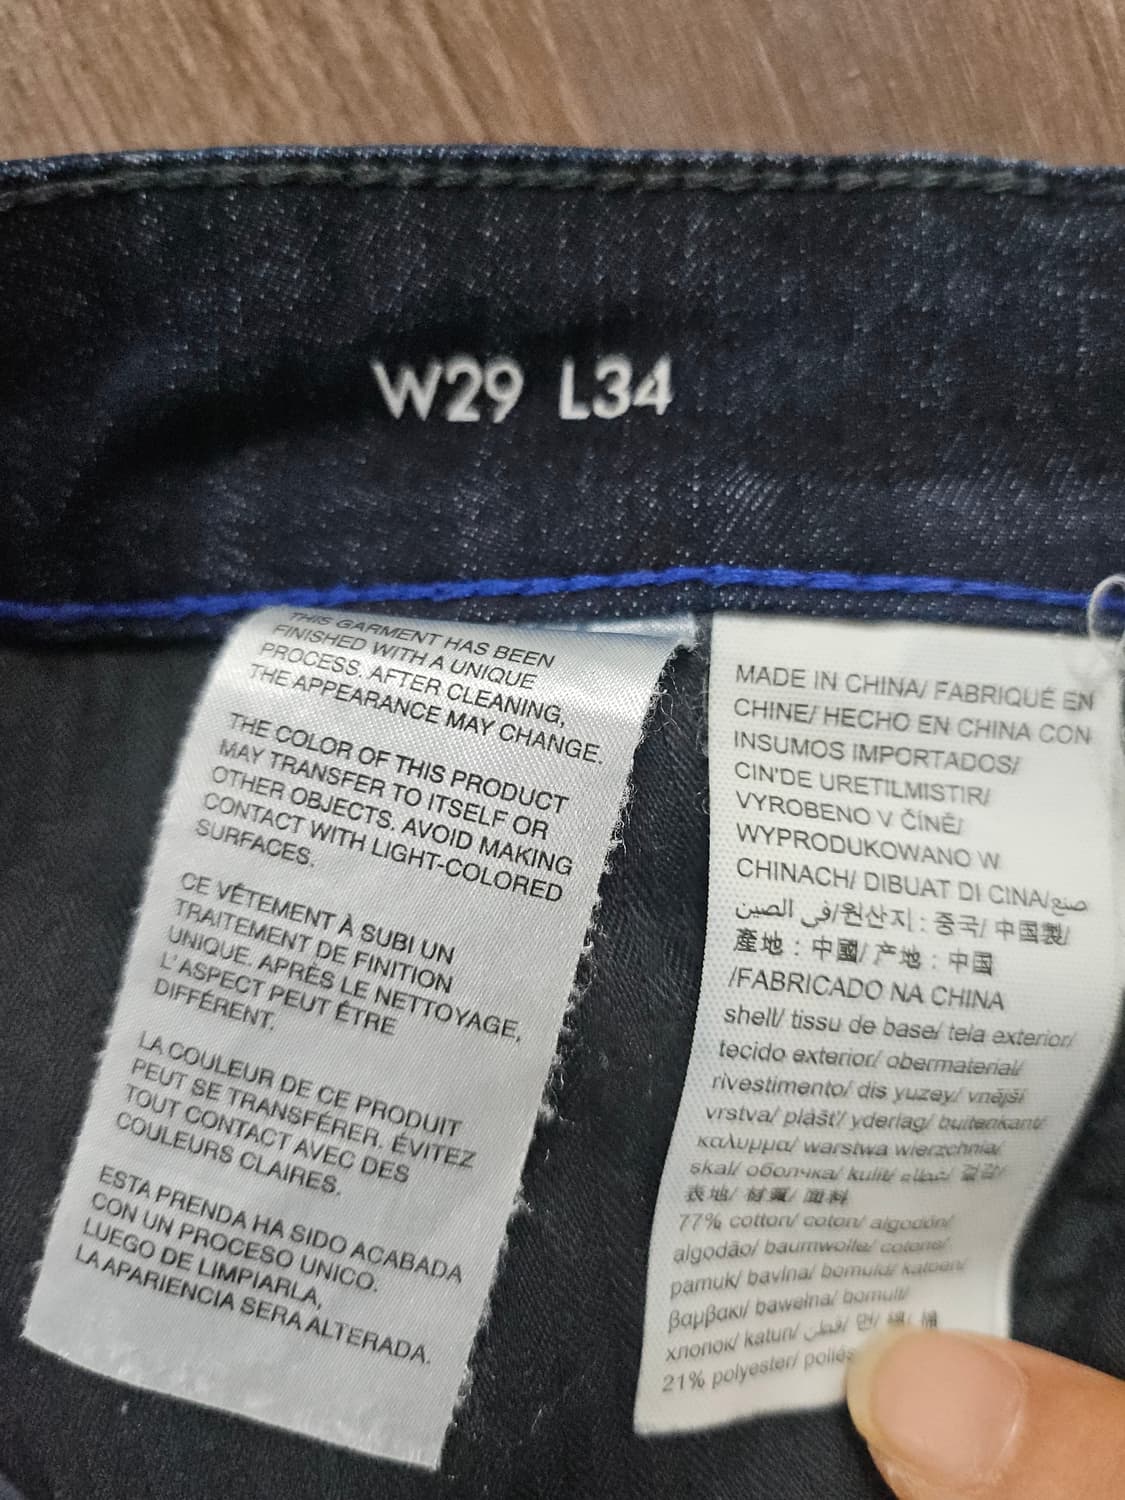 W29 L34
THIS GARMENT HAS BEEN
FINISHED WITH A UNIQUE
PROCESS. AFTER CLEANING,
THE APPEARANCE MAY CHANGE.
THE COLOR OF THIS PRODUCT
MAY TRANSFER TO ITSELF OR
OTHER OBJECTS. AVOID MAKING
CONTACT WITH LIGHT-COLORED
SURFACES.
CE VÊTEMENT À SUBI UN
TRAITEMENT DE FINITION
UNIQUE. APRÈS LE NETTOYAGE,
L'ASPECT PEUT ÊTRE
DIFFÉRENT.
LA COULEUR DE CE PRODUIT
PEUT SE TRANSFÉRER. ÉVITEZ
TOUT CONTACT AVEC DES
COULEURS CLAIRES.
ESTA PRENDA HA SIDO ACABADA
CON UN PROCESO UNICO.
LUEGO DE LIMPIARLA,
LA APARIENCIA SERA ALTERADA.
MADE IN CHINA/ FABRIQUÉ EN
CHINE/ HECHO EN CHINA CON
INSUMOS IMPORTADOS/
CIN'DE URETILMISTIR/
VYROBENO V ČÍNĚ/
WYPRODUKOWANO W
CHINACH/ DIBUAT DI CINA/صنع
في الصين/원산지 : 중국/ 中国製/
產地 : 中國/ 产地 : 中国
/FABRICADO NA CHINA
shell/ tissu de base/ tela exterior/
tecido exterior/ obermaterial/
rivestimento/ dis yuzey/ vnější
vrstva/ plášť/ yderlag/ buitenkant/
καλυμμα/ warstwa wierzchnia/
skal/ оболчка/ kulit/ غطاء/ 겉감/
表地/ 面料
77% cotton/ coton/ algodón/
algodão/ baumwolle/ cotone/
pamuk/ bavlna/ bomuld/ katoen/
βαμβακι/ bawełna/ bomull/
хлопок/ katun/ قطن/ 면/ 綿/ 棉
21% polyester/